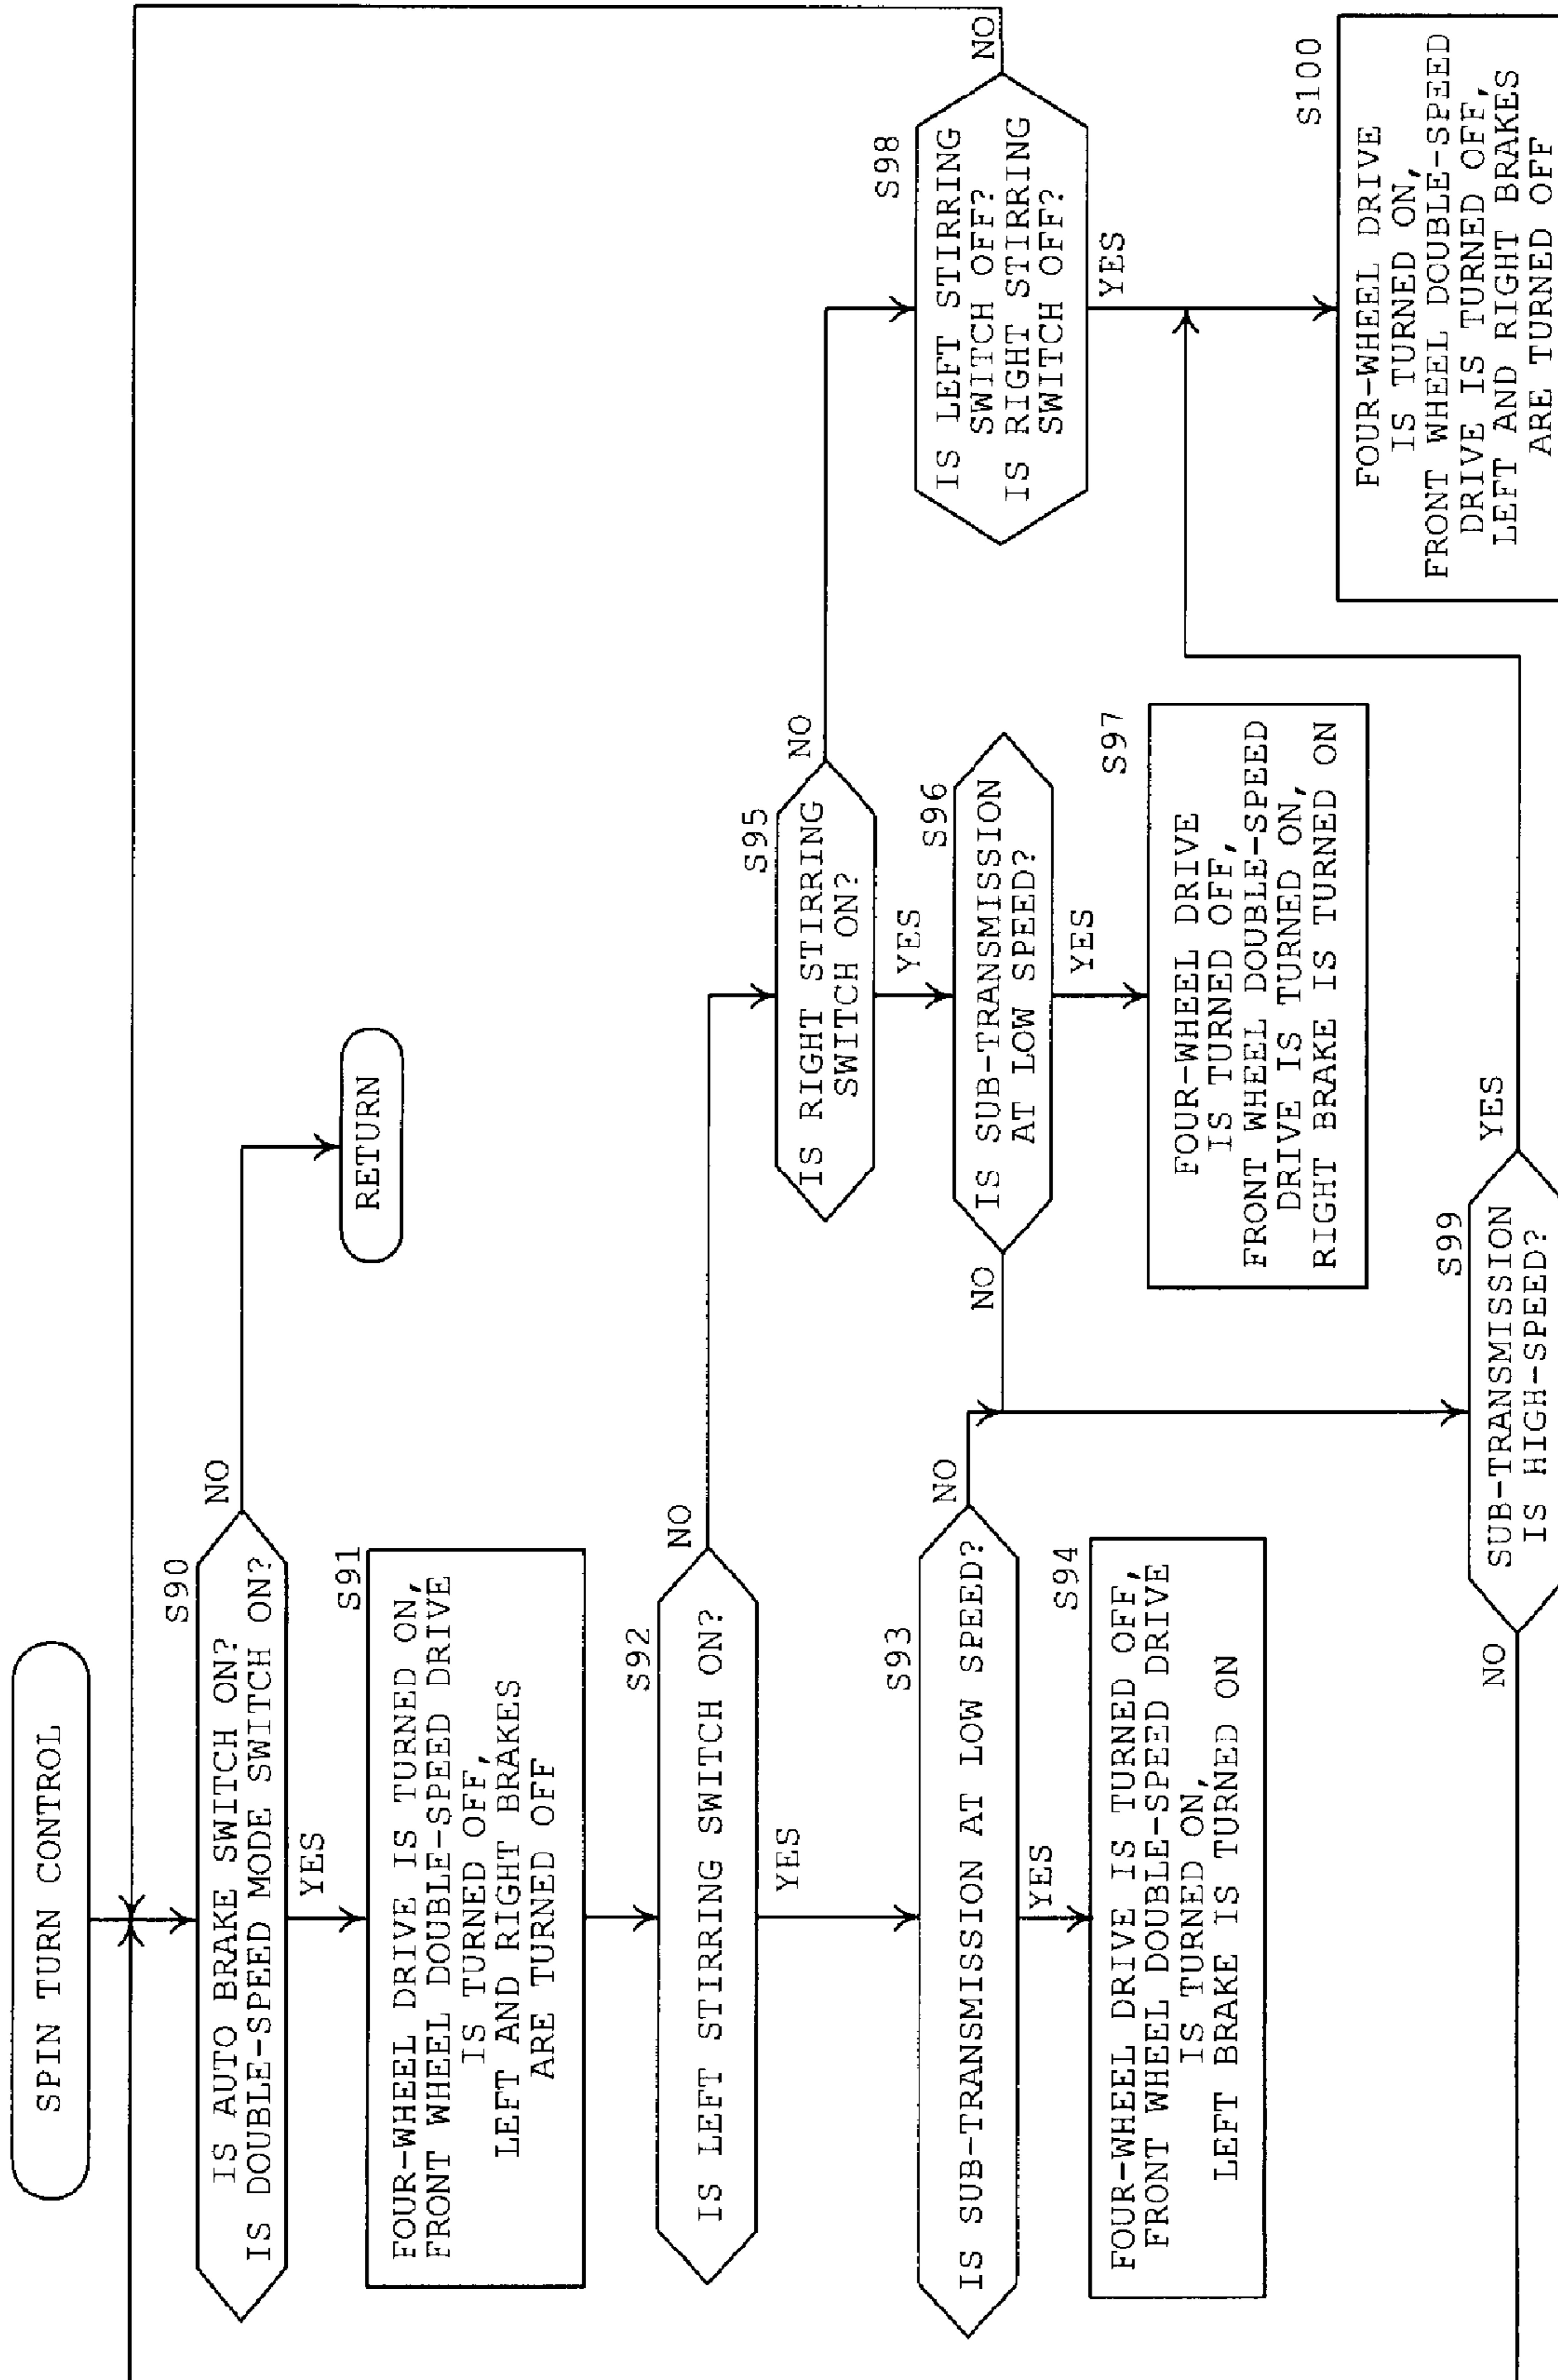 SPIN TURN CONTROL
S90
IS AUTO BRAKE SWITCH ON?
IS DOUBLE-SPEED MODE SWITCH ON?
NO
YES
RETURN
S91
FOUR-WHEEL DRIVE IS TURNED ON,
FRONT WHEEL DOUBLE-SPEED DRIVE
IS TURNED OFF,
LEFT AND RIGHT BRAKES
ARE TURNED OFF
S92
IS LEFT STIRRING SWITCH ON?
NO
YES
S93
IS SUB-TRANSMISSION AT LOW SPEED?
NO
YES
S94
FOUR-WHEEL DRIVE IS TURNED OFF,
FRONT WHEEL DOUBLE-SPEED DRIVE
IS TURNED ON,
LEFT BRAKE IS TURNED ON
S95
IS RIGHT STIRRING
SWITCH ON?
NO
YES
S96
IS SUB-TRANSMISSION
AT LOW SPEED?
NO
YES
S97
FOUR-WHEEL DRIVE
IS TURNED OFF,
FRONT WHEEL DOUBLE-SPEED
DRIVE IS TURNED ON,
RIGHT BRAKE IS TURNED ON
S98
IS LEFT STIRRING
SWITCH OFF?
IS RIGHT STIRRING
SWITCH OFF?
NO
YES
S99
SUB-TRANSMISSION
IS HIGH-SPEED?
NO
YES
S100
FOUR-WHEEL DRIVE
IS TURNED ON,
FRONT WHEEL DOUBLE-SPEED
DRIVE IS TURNED OFF,
LEFT AND RIGHT BRAKES
ARE TURNED OFF